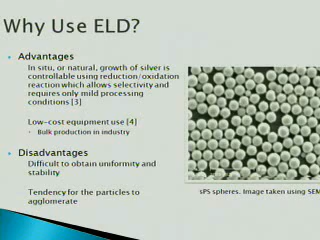 Why Use ELD?
Advantages
In situ, or natural, growth of silver is
controllable using reduction/oxidation
reaction which allows selectivity and
requires only mild processing
conditions [3]
Low-cost equipment use [4]
Bulk production in industry
Disadvantages
Difficult to obtain uniformity and
stability
Tendency for the particles to
agglomerate
sPS spheres. Image taken using SEM